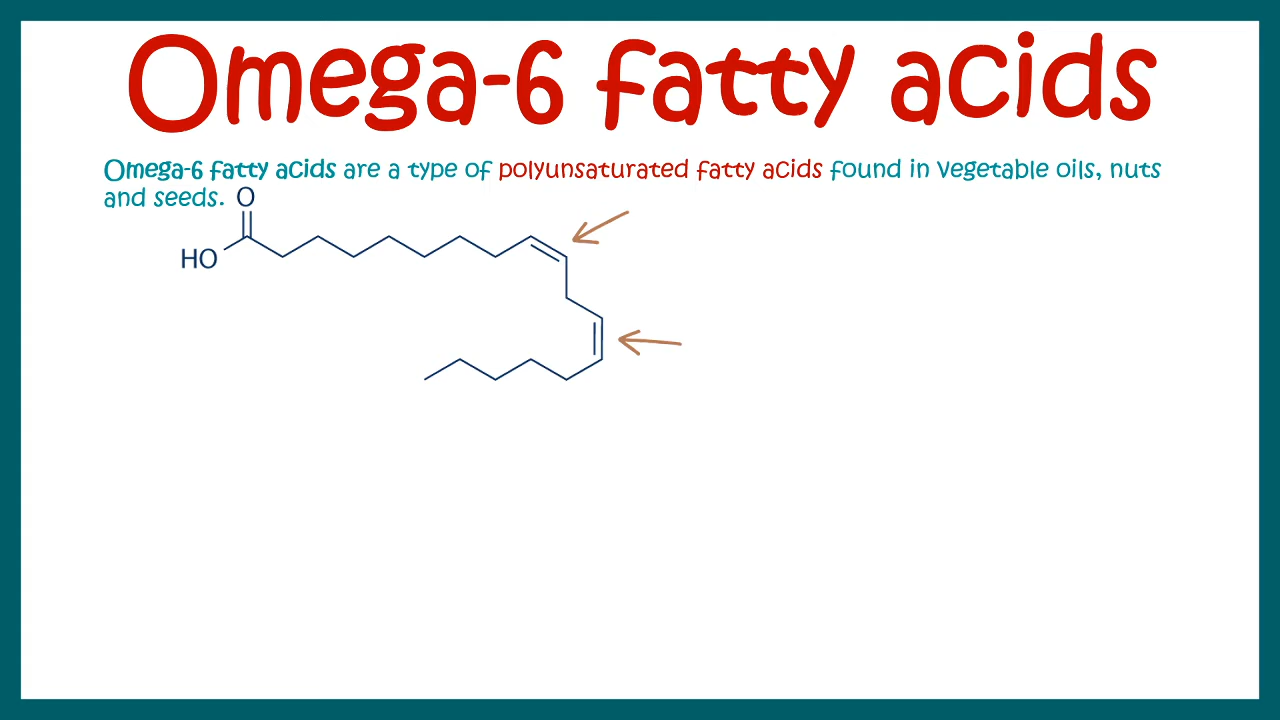 Omega-6 fatty acids
Omega-6 fatty acids are a type of polyunsaturated fatty acids found in vegetable oils, nuts
and seeds.
O
HO